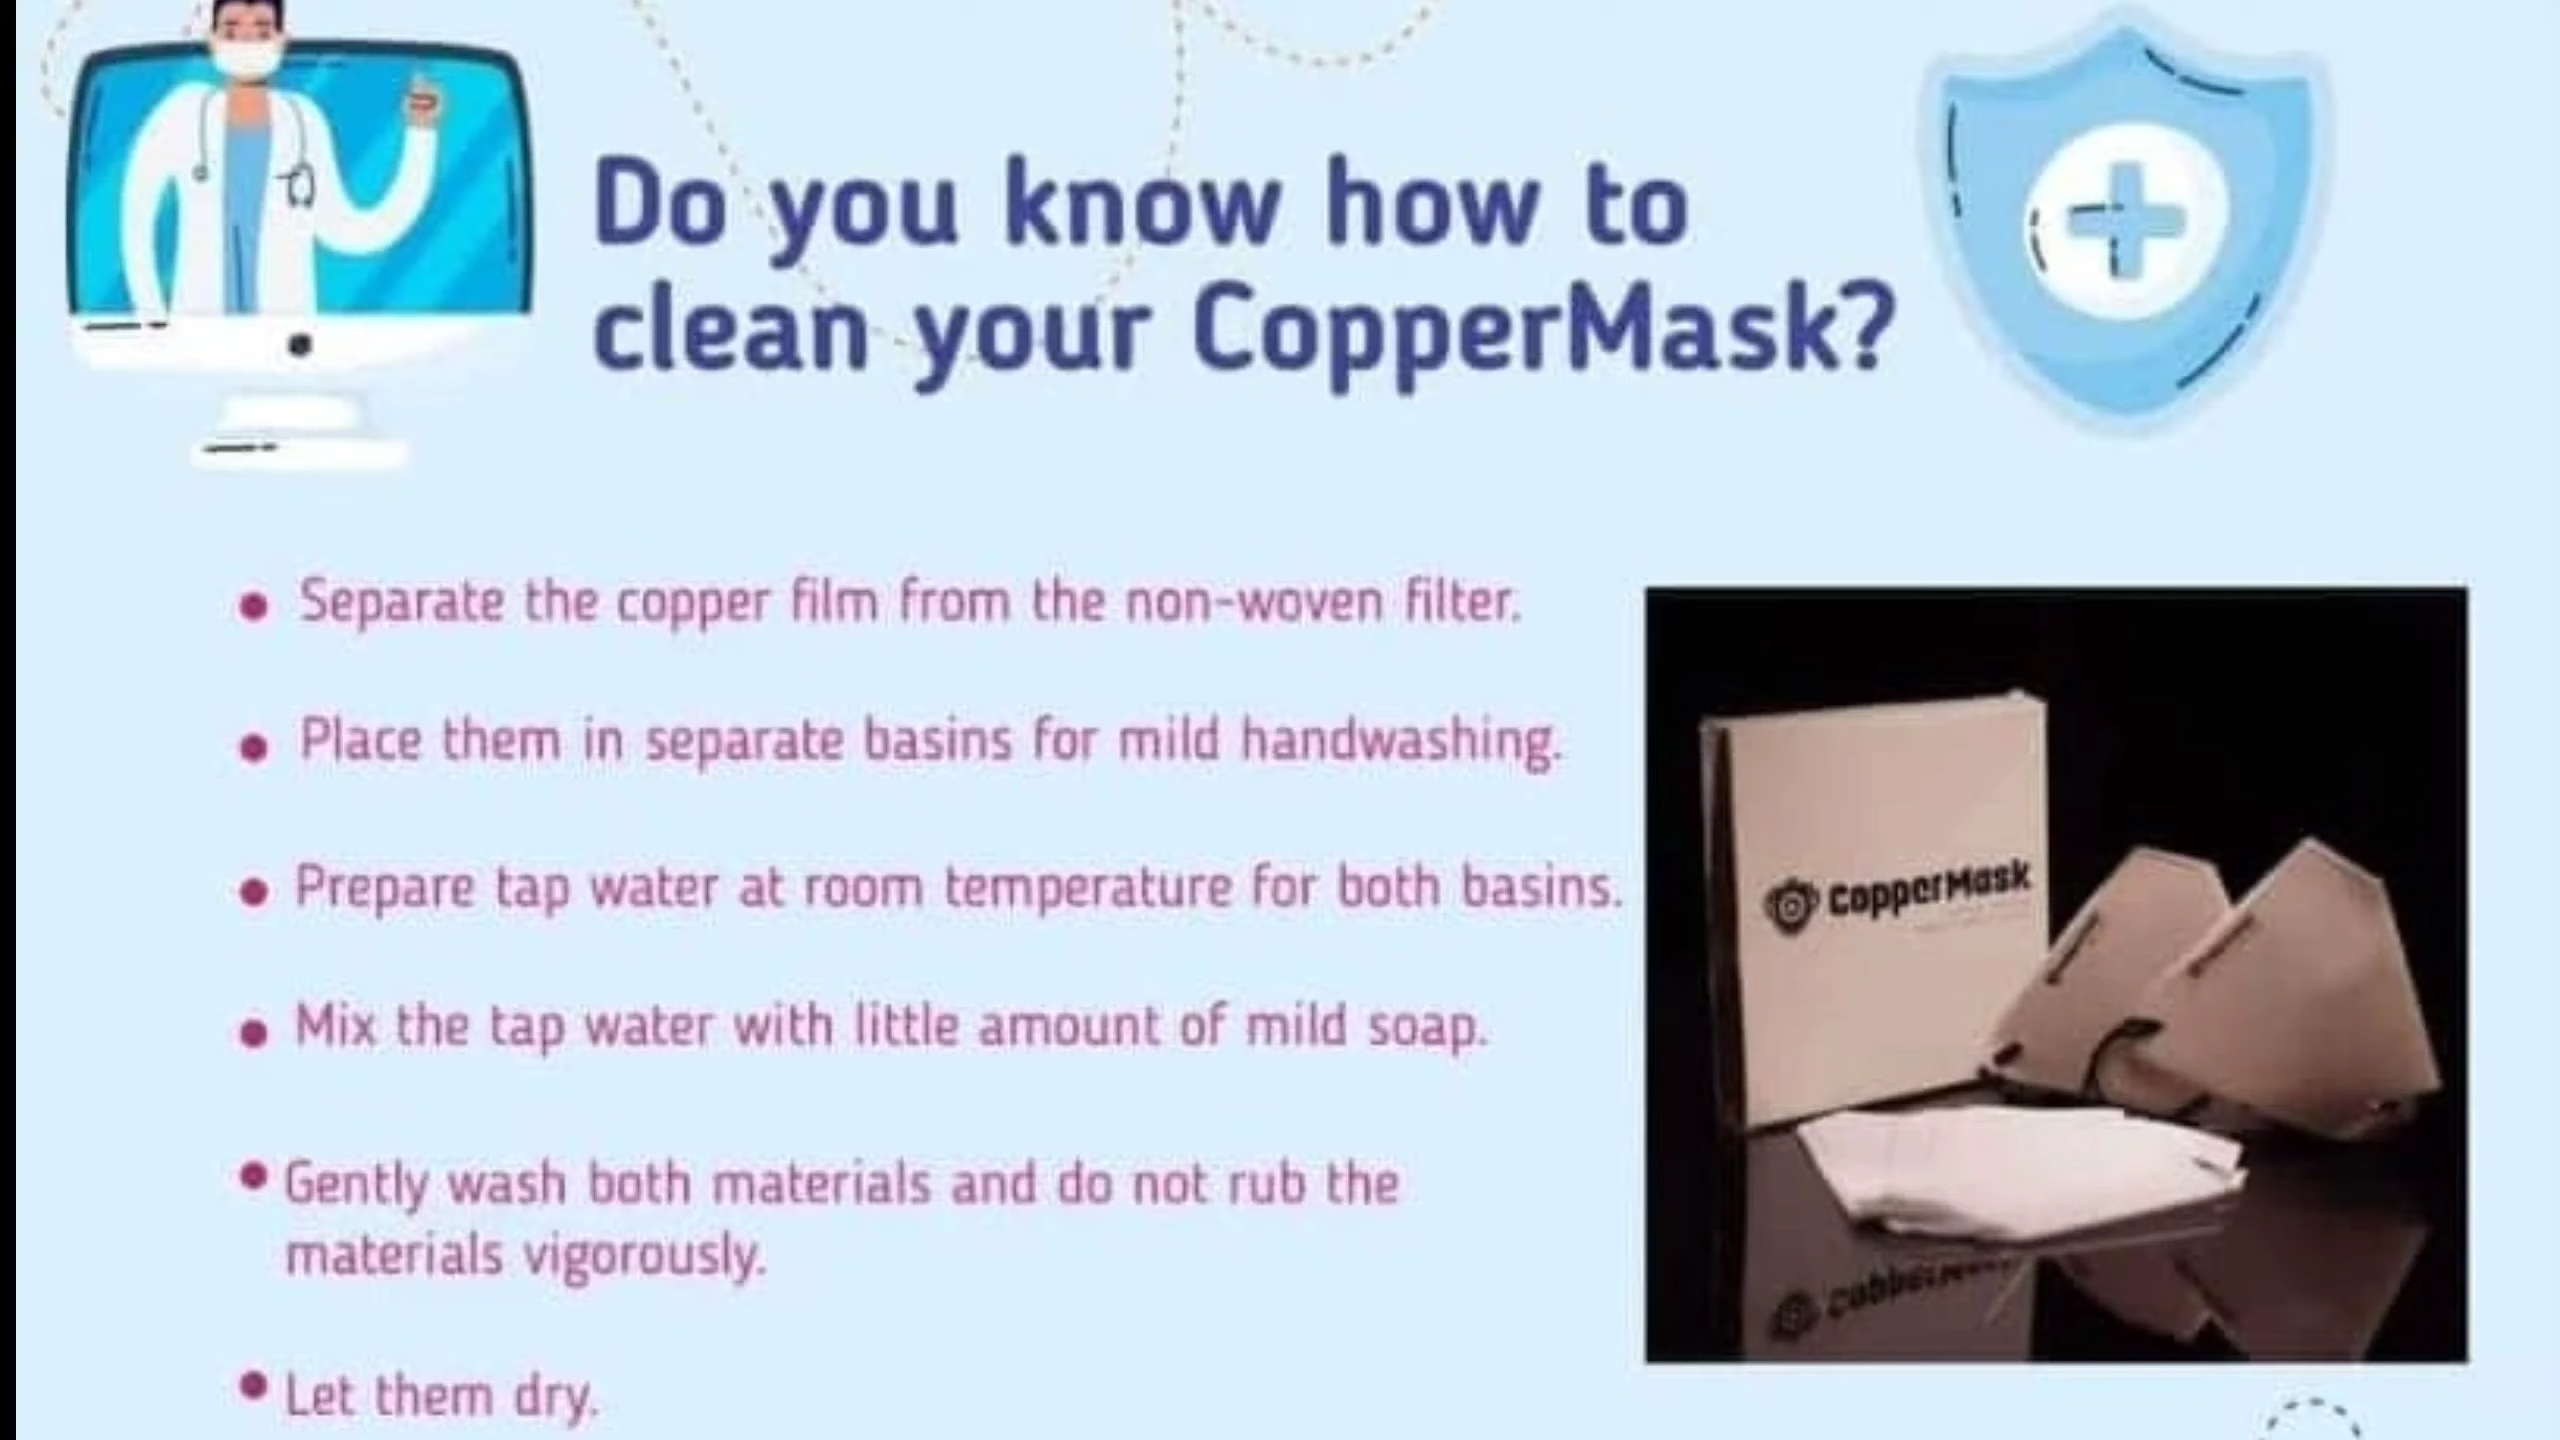 Do you know how to
clean your CopperMask?
Separate the copper film from the non-woven filter.
Place them in separate basins for mild handwashing.
Prepare tap water at room temperature for both basins.
Mix the tap water with little amount of mild soap.
Gently wash both materials and do not rub the
materials vigorously.
Let them dry.
CopperMask